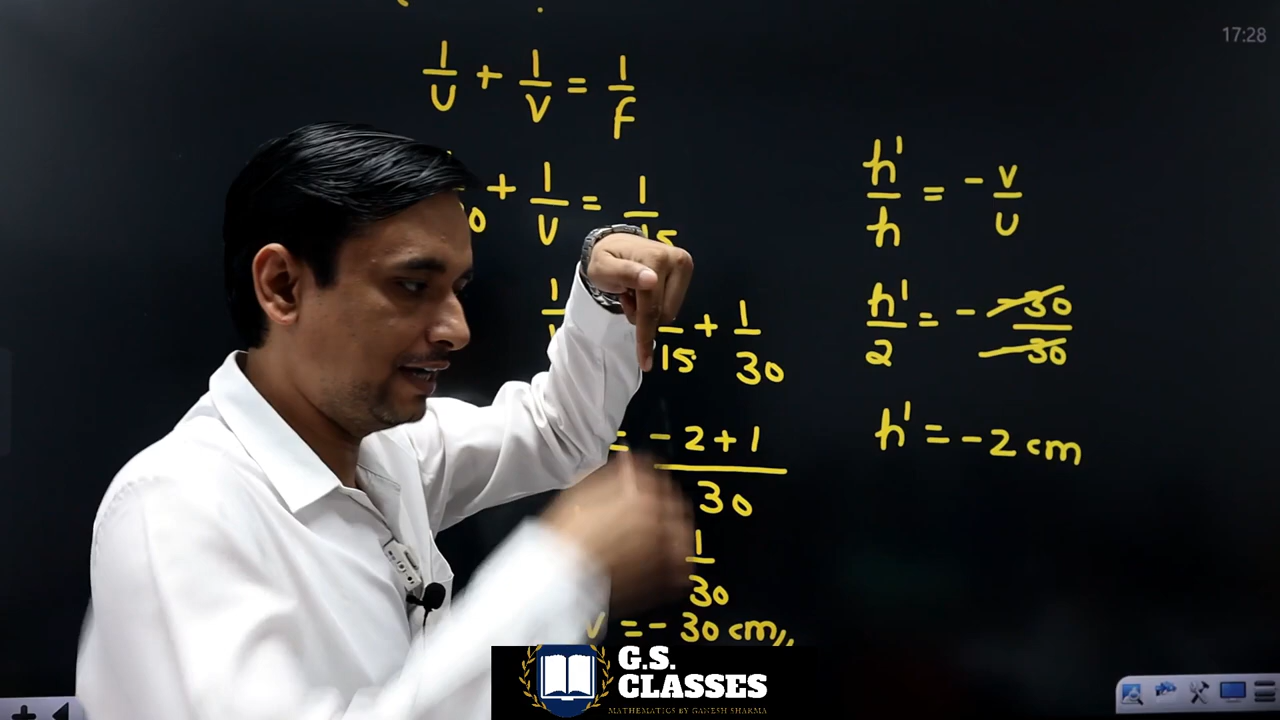 17:28
1/U + 1/V = 1/f
+ 1/V = 1/
1/15 + 1/30
= -2+1/30
1/30
V = -30 cm,,
h'/h = -V/U
h'/2 = - -30/-30
h' = -2 cm
G.S.
CLASSES
MATHEMATICS BY GANESH SHARMA